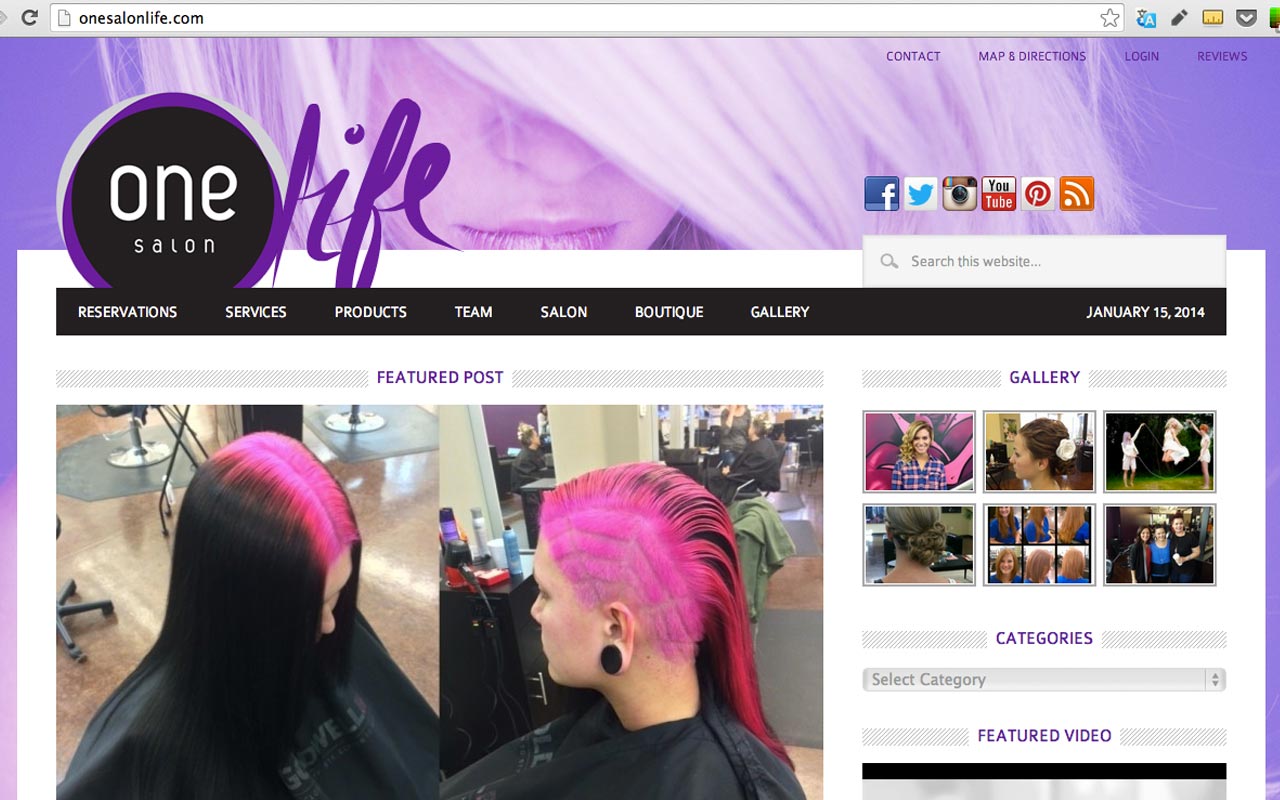 onesalonlife.com
CONTACT MAP & DIRECTIONS LOGIN REVIEWS
one life
salon
You
Tube
Search this website...
RESERVATIONS SERVICES PRODUCTS TEAM SALON BOUTIQUE GALLERY JANUARY 15, 2014
FEATURED POST
GALLERY
CATEGORIES
Select Category
FEATURED VIDEO